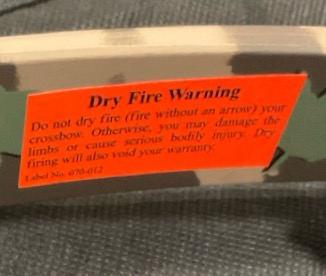 Dry Fire Warning
Do not dry fire (fire without an arrow) your
crossbow. Otherwise, you may damage the
limbs or cause serious bodily injury. Dry
firing will also void your warranty.
Label No. 070-012